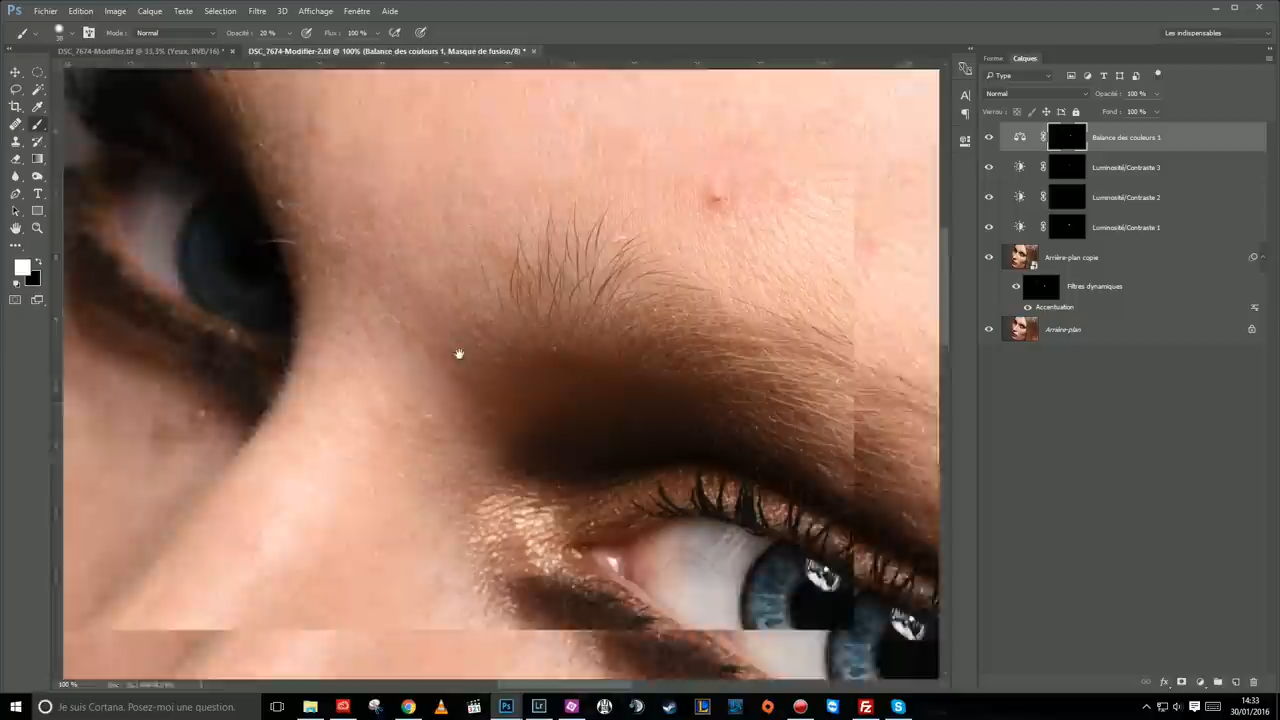 Ps Fichier Edition Image Calque Texte Sélection Filtre 3D Affichage Fenêtre Aide
38 Mode : Normal Opacité : 20 % Flux : 100 % Les indispensables
DSC_7674-Modifier.tif @ 33,3% (Yeux, RVB/16) * × DSC_7674-Modifier-2.tif @ 100% (Balance des couleurs 1, Masque de fusion/8) * ×
Forme Calques
Type
Normal Opacité : 100 %
Verrou : Fond : 100 %
Balance des couleurs 1
Luminosité/Contraste 3
Luminosité/Contraste 2
Luminosité/Contraste 1
Arrière-plan copie
Filtres dynamiques
Accentuation
Arrière-plan
100 %
Je suis Cortana. Posez-moi une question.
14:33
30/01/2016